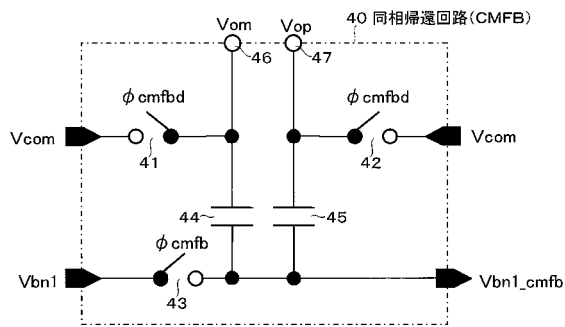 40 同相帰還回路(CMFB)
Vom
Vop
46
47
φcmfbd
φcmfbd
Vcom
Vcom
41
42
44
45
φcmfb
Vbn1
Vbn1_cmfb
43